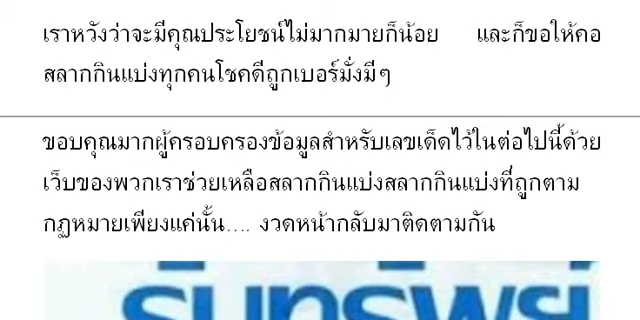 เราหวังว่าจะมีคุณประโยชน์ไม่มากมายก็น้อย และก็ขอให้คอ
สลากกินแบ่งทุกคนโชคดีถูกเบอร์มั่งมีๆ
ขอบคุณมากผู้ครอบครองข้อมูลสำหรับเลขเด็ดไว้ในต่อไปนี้ด้วย
เว็บของพวกเราช่วยเหลือสลากกินแบ่งสลากกินแบ่งที่ถูกตาม
กฏหมายเพียงแค่นั้น.... งวดหน้ากลับมาติดตามกัน